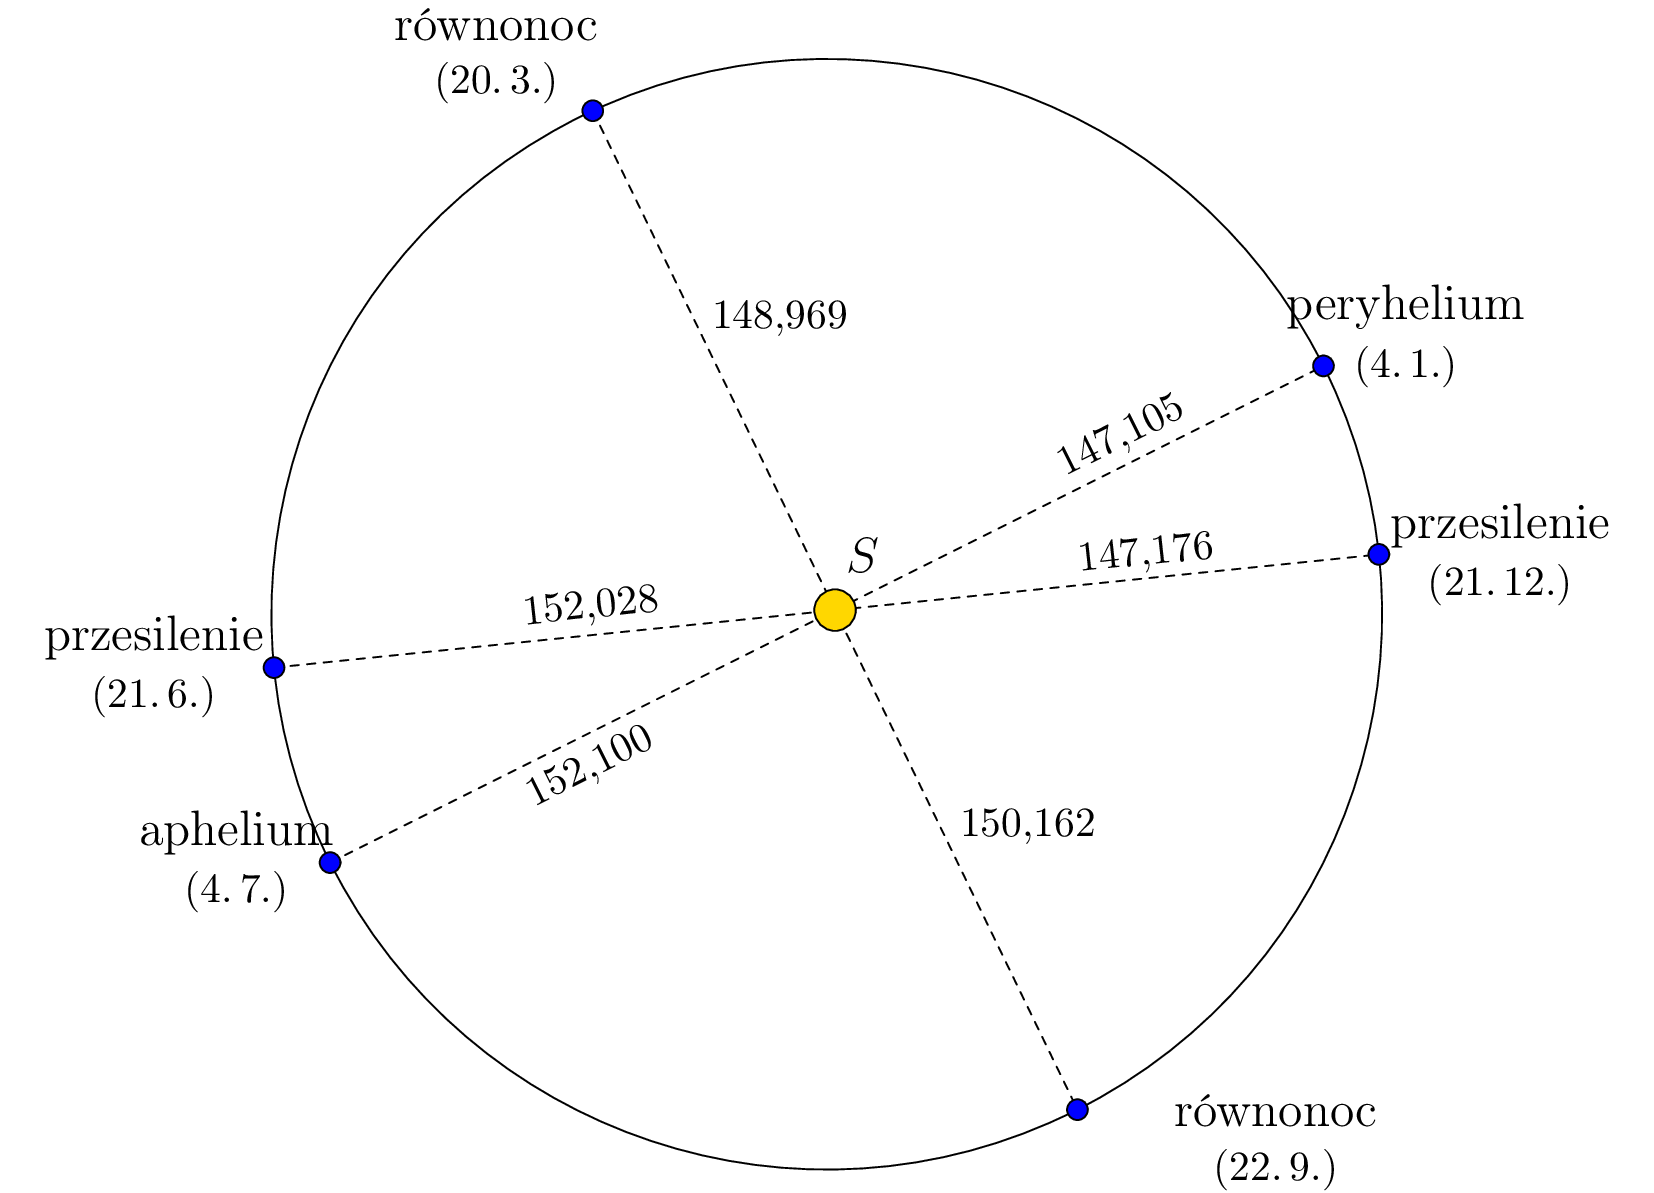 równonoc
(20. 3.)
148,969
peryhelium
(4. 1.)
147,105
przesilenie
(21. 12.)
147,176
S
152,028
przesilenie
(21. 6.)
152,100
aphelium
(4. 7.)
150,162
równonoc
(22. 9.)